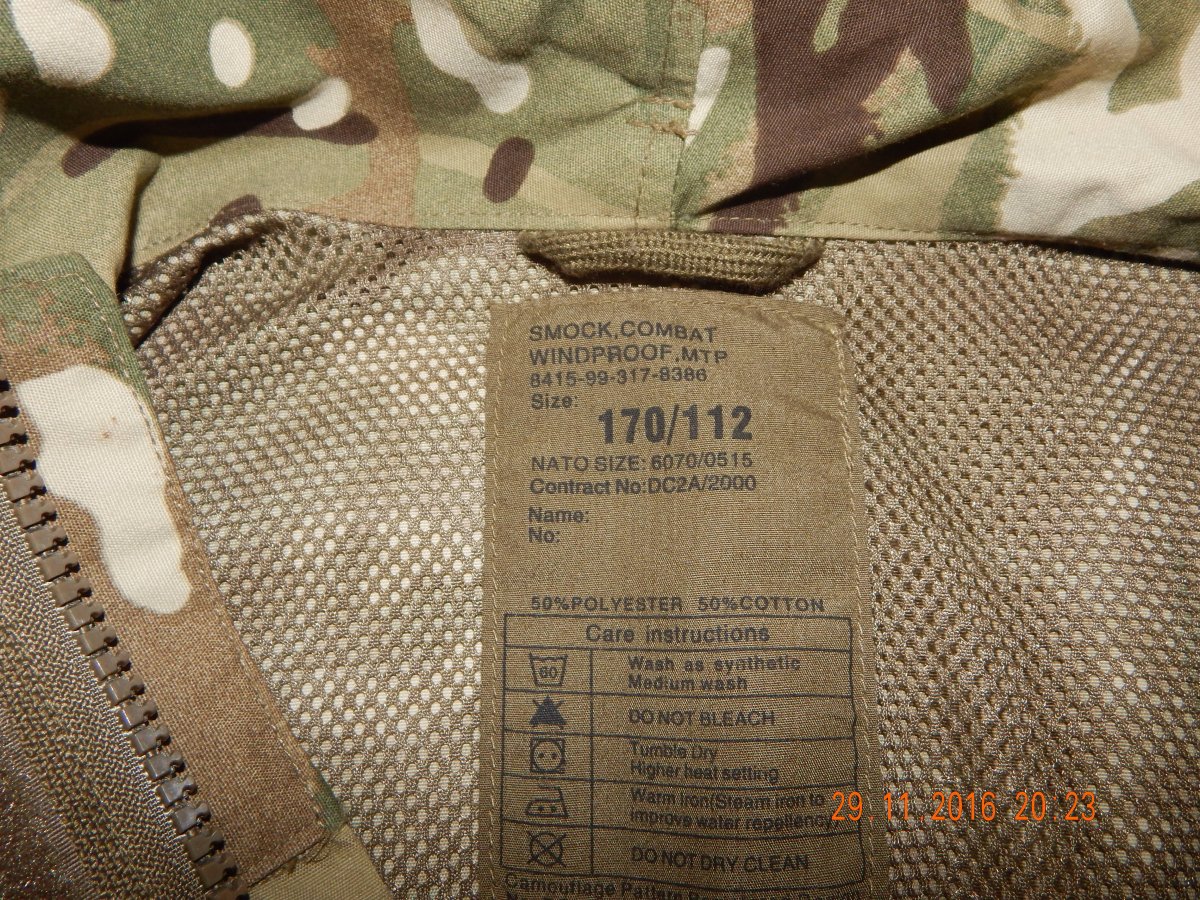 SMOCK,COMBAT
WINDPROOF,MTP
8415-99-317-8386
Size:
170/112
NATO SIZE: 6070/0515
Contract No:DC2A/2000
Name:
No:
50%POLYESTER 50%COTTON
Care instructions
60
Wash as synthetic
Medium wash
DO NOT BLEACH
Tumble Dry
Higher heat setting
Warm iron(Steam iron to
improve water repellency)
DO NOT DRY CLEAN
Camouflage Pattern
29.11.2016 20:23